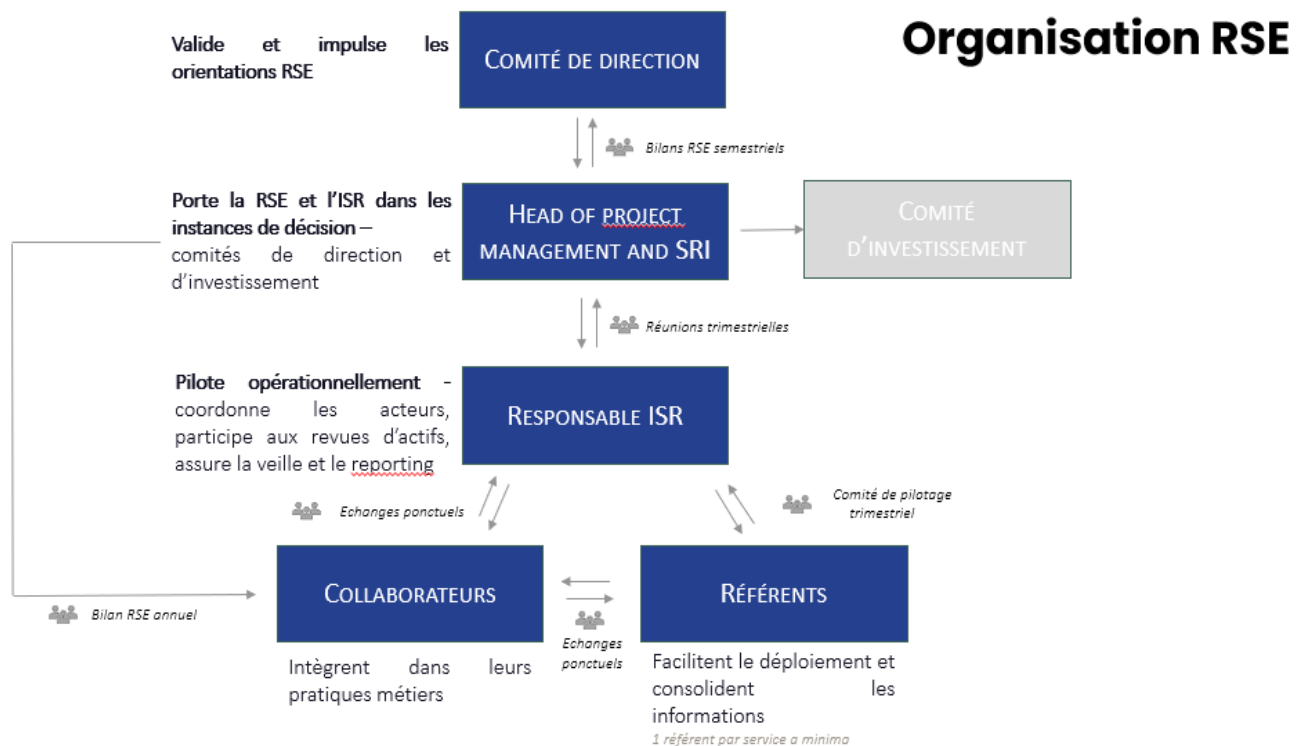 Organisation RSE
Valide et impulse les
orientations RSE
COMITÉ DE DIRECTION
Bilans RSE semestriels
Porte la RSE et l'ISR dans les
instances de décision –
comités de direction et
d'investissement
HEAD OF PROJECT
MANAGEMENT AND SRI
COMITÉ
D'INVESTISSEMENT
Réunions trimestrielles
Pilote opérationnellement -
coordonne les acteurs,
participe aux revues d'actifs,
assure la veille et le reporting
RESPONSABLE ISR
Echanges ponctuels
Comité de pilotage
trimestriel
COLLABORATEURS
RÉFÉRENTS
Bilan RSE annuel
Echanges
ponctuels
Intègrent dans leurs
pratiques métiers
Facilitent le déploiement et
consolident les
informations
1 référent par service a minima